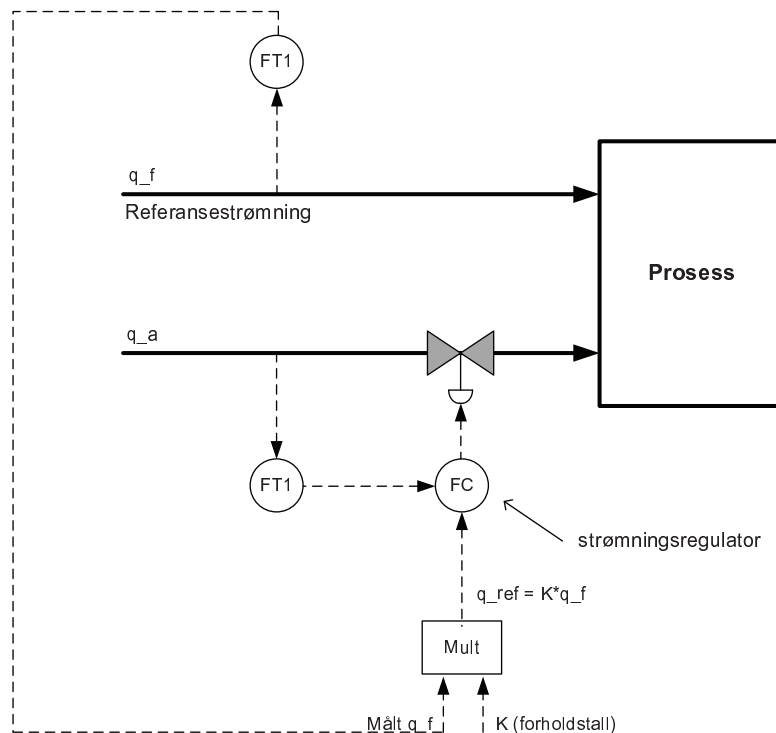 FT1
q_f
Referansestrømning
Prosess
q_a
FT1
FC
strømningsregulator
q_ref = K*q_f
Mult
Målt q_f
K (forholdstall)